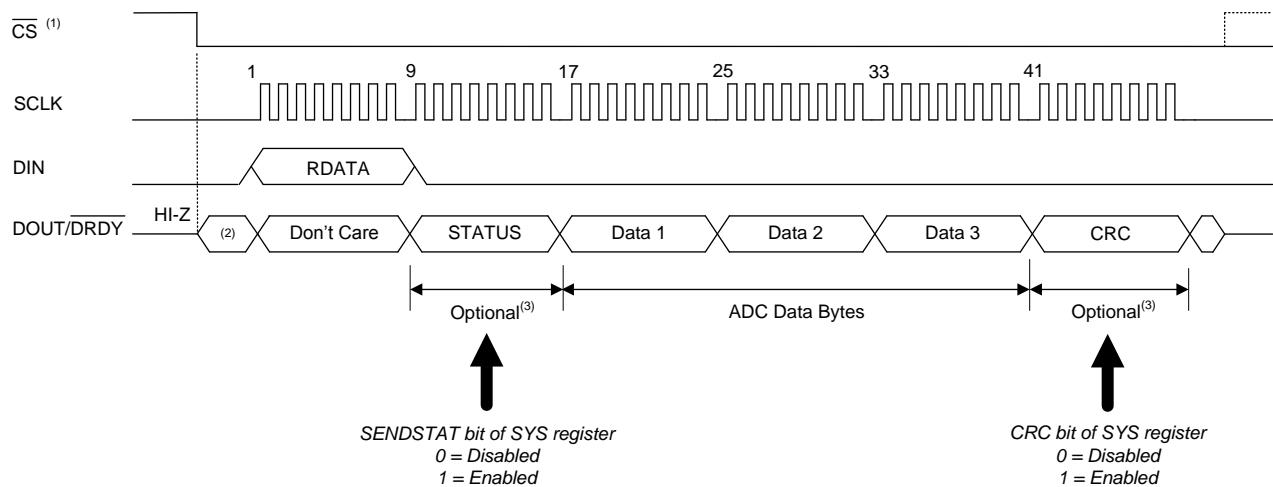 CS (1)
1 9 17 25 33 41
SCLK
DIN RDATA
DOUT/DRDY HI-Z (2) Don't Care STATUS Data 1 Data 2 Data 3 CRC
Optional(3) ADC Data Bytes Optional(3)
SENDSTAT bit of SYS register
0 = Disabled
1 = Enabled
CRC bit of SYS register
0 = Disabled
1 = Enabled